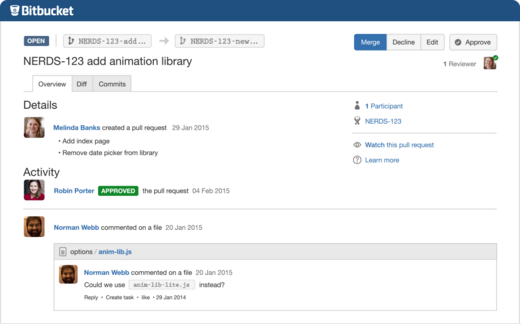 Bitbucket
OPEN NERDS-123-add... NERDS-123-new... Merge Decline Edit Approve
NERDS-123 add animation library 1 Reviewer
Overview Diff Commits
Details
1 Participant
Melinda Banks created a pull request 29 Jan 2015
NERDS-123
• Add index page
• Remove date picker from library
Watch this pull request
Learn more
Activity
Robin Porter APPROVED the pull request 04 Feb 2015
Norman Webb commented on a file 20 Jan 2015
options / anim-lib.js
Norman Webb commented on a file 20 Jan 2015
Could we use anim-lib-lite.js instead?
Reply • Create task • like • 29 Jan 2014